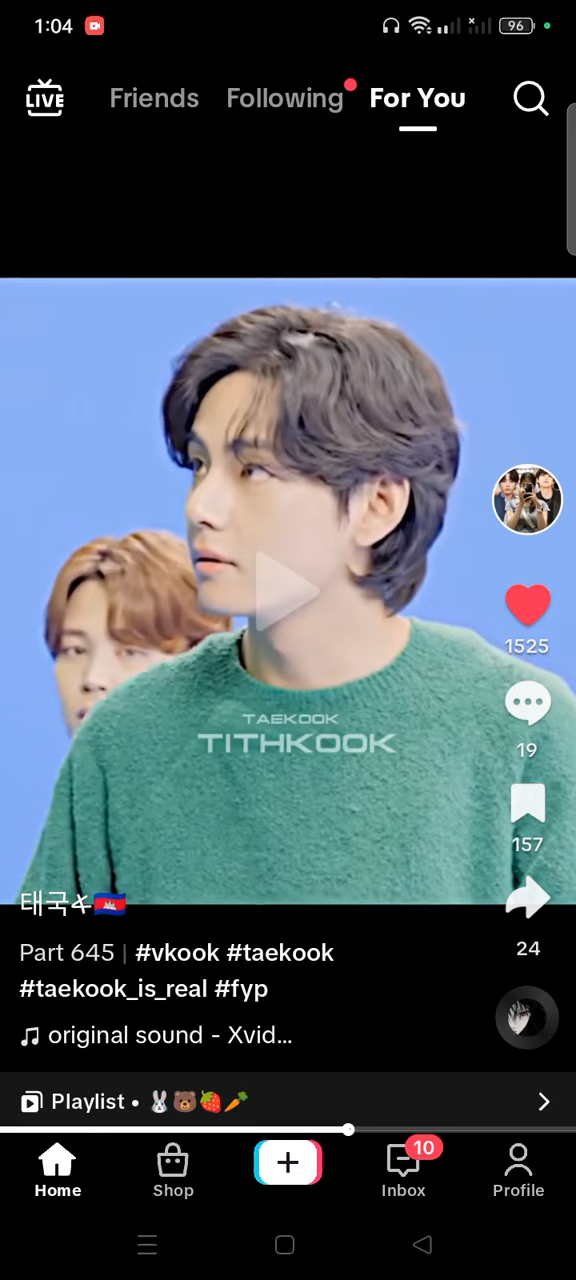 1:04
96
LIVE
Friends
Following
For You
1525
TAEKOOK
TITHKOOK
19
157
태국⽜🇰🇭
24
Part 645 | #vkook #taekook
#taekook_is_real #fyp
original sound - Xvid...
Playlist • 🐰🐻🍓🥕
Home
Shop
10
Inbox
Profile